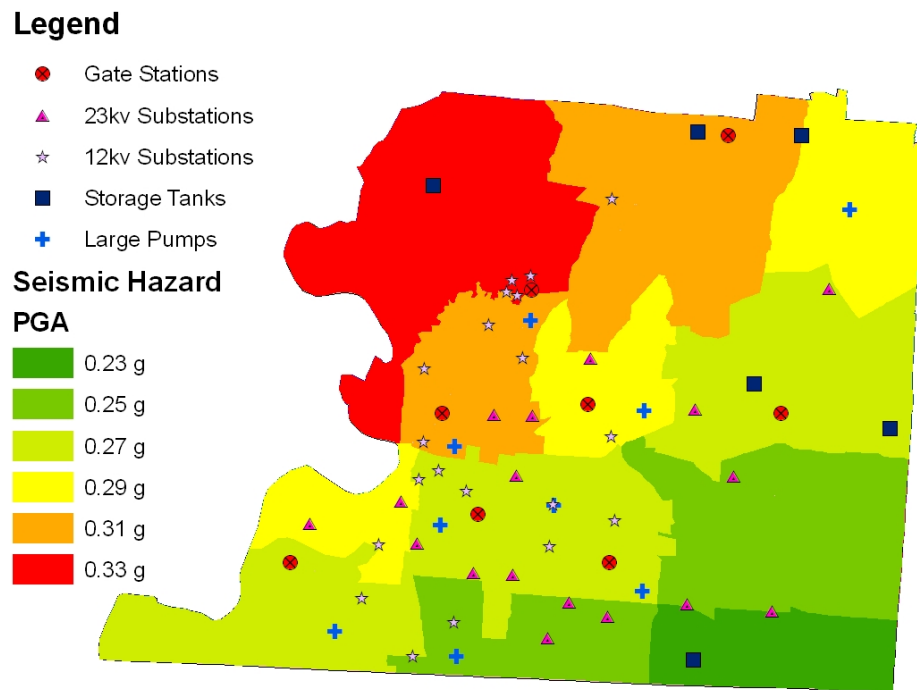 Legend
Gate Stations
23kv Substations
12kv Substations
Storage Tanks
Large Pumps
Seismic Hazard
PGA
0.23 g
0.25 g
0.27 g
0.29 g
0.31 g
0.33 g